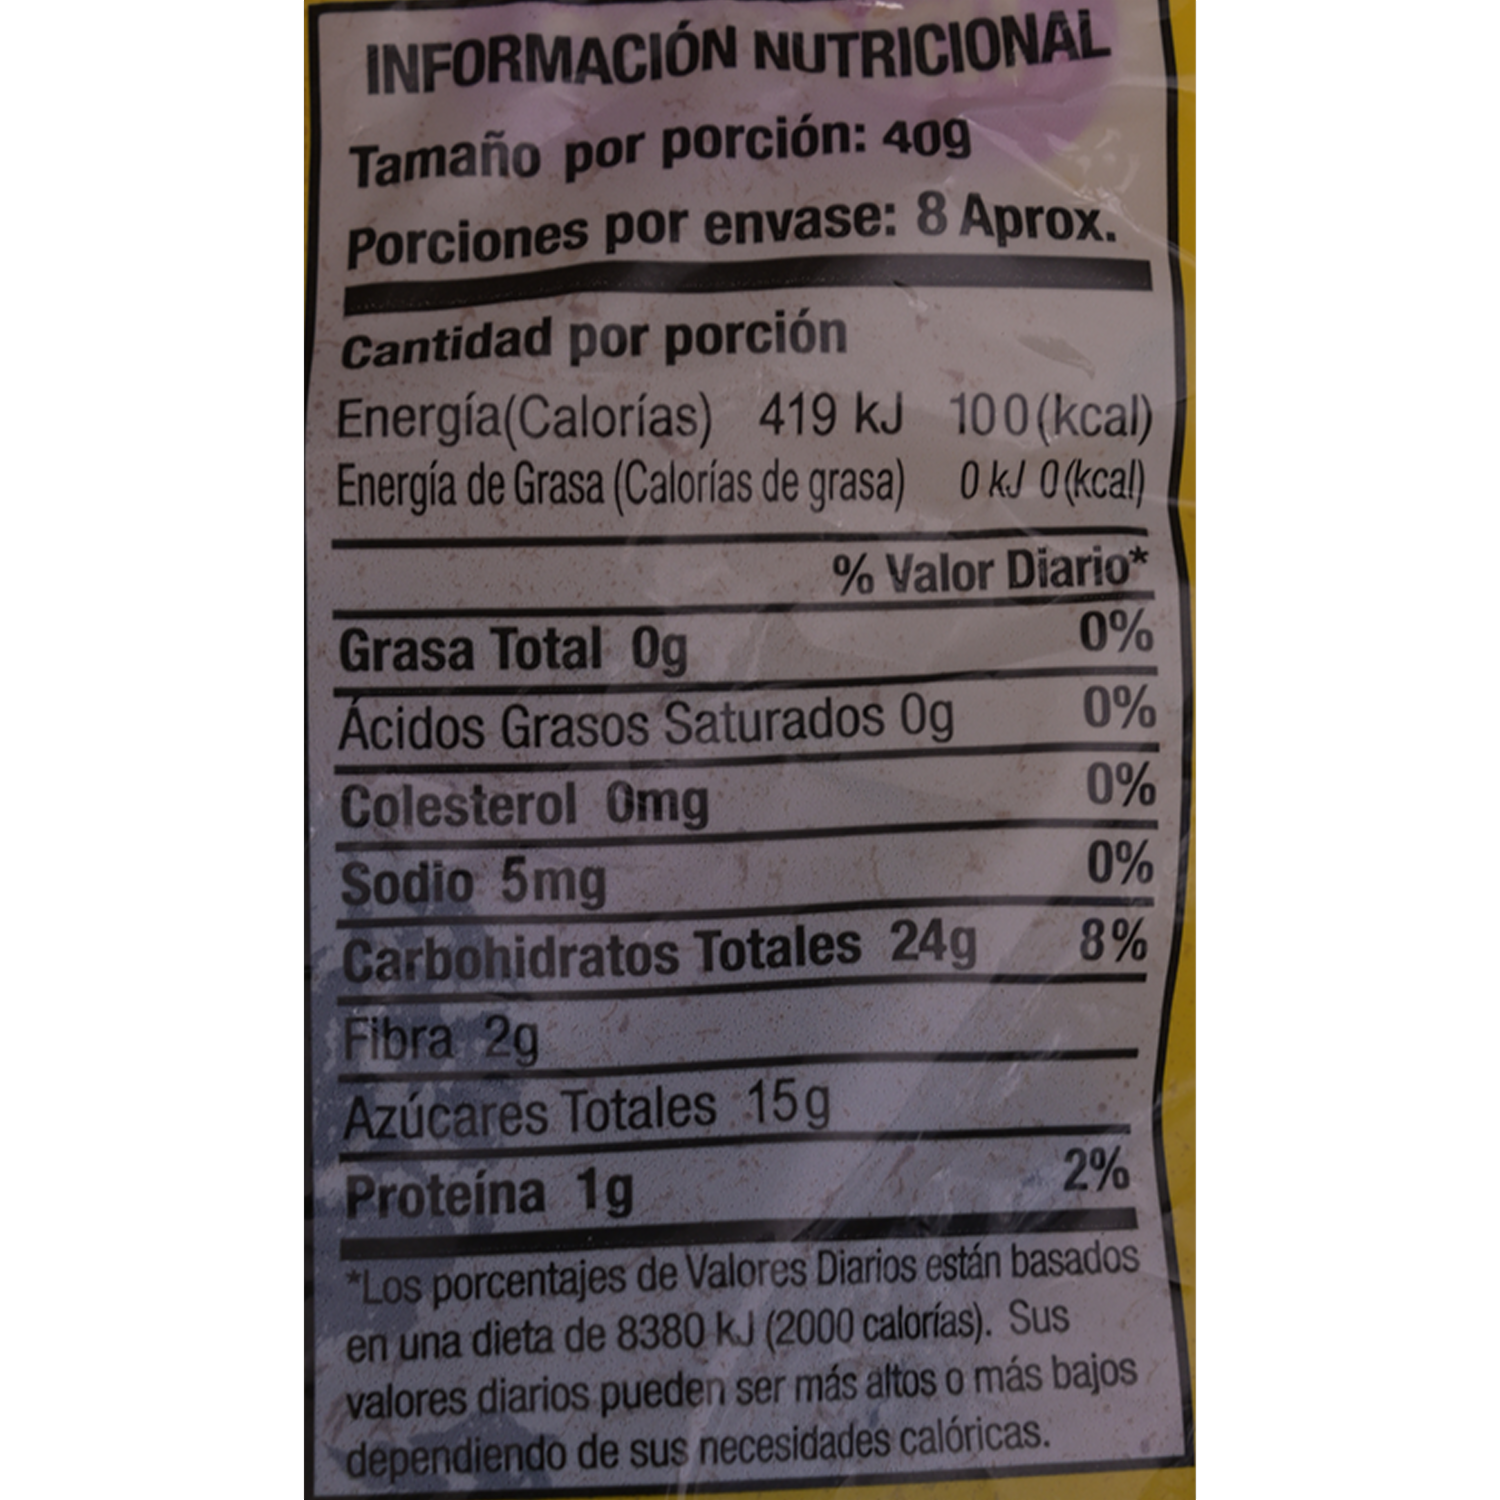 INFORMACIÓN NUTRICIONAL
Tamaño por porción: 40g
Porciones por envase: 8 Aprox.
Cantidad por porción
Energía(Calorías) 419 kJ 100(kcal)
Energía de Grasa (Calorías de grasa) 0 kJ 0(kcal)
% Valor Diario*
Grasa Total 0g 0%
Ácidos Grasos Saturados 0g 0%
Colesterol 0mg 0%
Sodio 5mg 0%
Carbohidratos Totales 24g 8%
Fibra 2g
Azúcares Totales 15g
Proteína 1g 2%
*Los porcentajes de Valores Diarios están basados
en una dieta de 8380 kJ (2000 calorías). Sus
valores diarios pueden ser más altos o más bajos
dependiendo de sus necesidades calóricas.